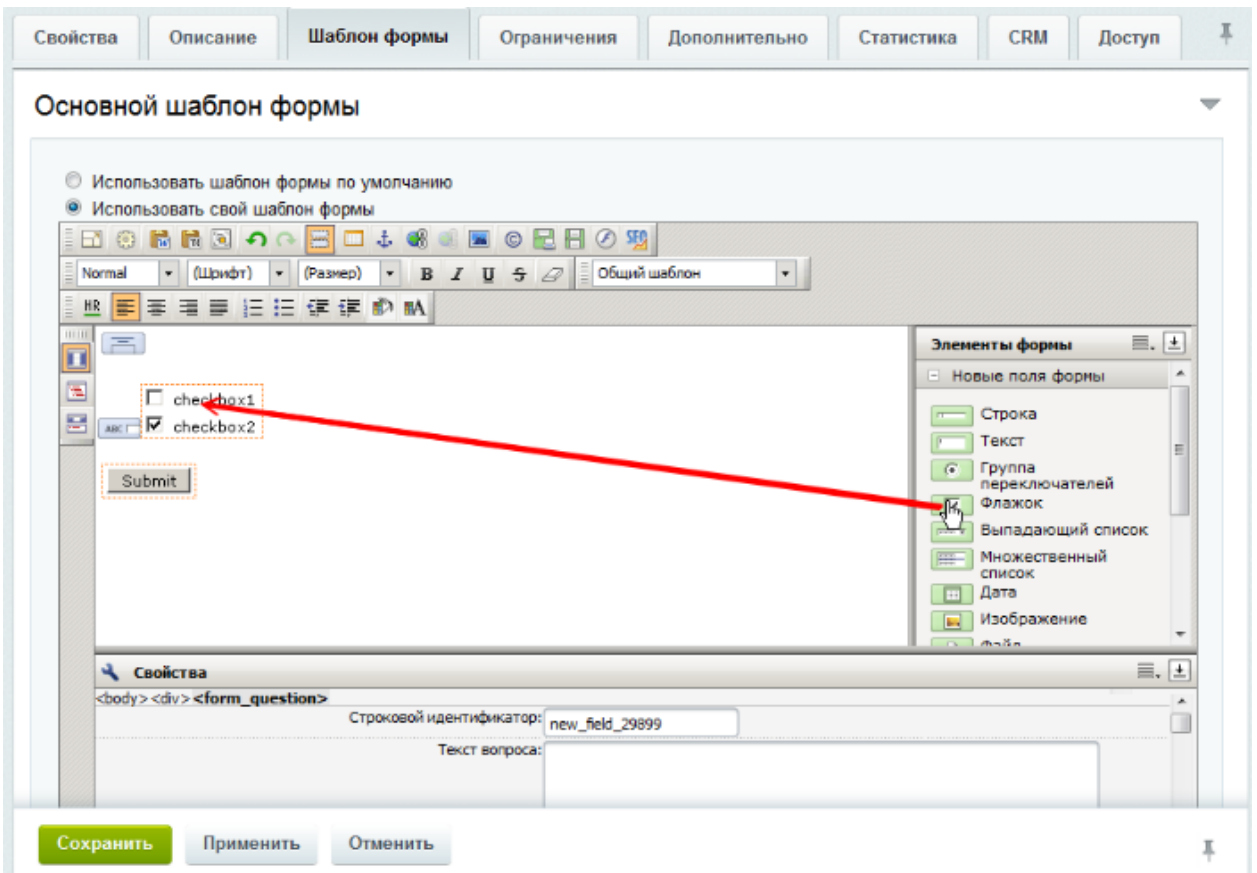 Свойства Описание Шаблон формы Ограничения Дополнительно Статистика CRM Доступ
Основной шаблон формы
Использовать шаблон формы по умолчанию
Использовать свой шаблон формы
Normal (Шрифт) (Размер) B I U S Общий шаблон
HR
Элементы формы
Новые поля формы
checkbox1
ABC checkbox2
Submit
Строка
Текст
Группа
переключателей
Флажок
Выпадающий список
Множественный
список
Дата
Изображение
Файл
Свойства
<body><div><form_question>
Строковой идентификатор: new_field_29899
Текст вопроса:
Сохранить Применить Отменить